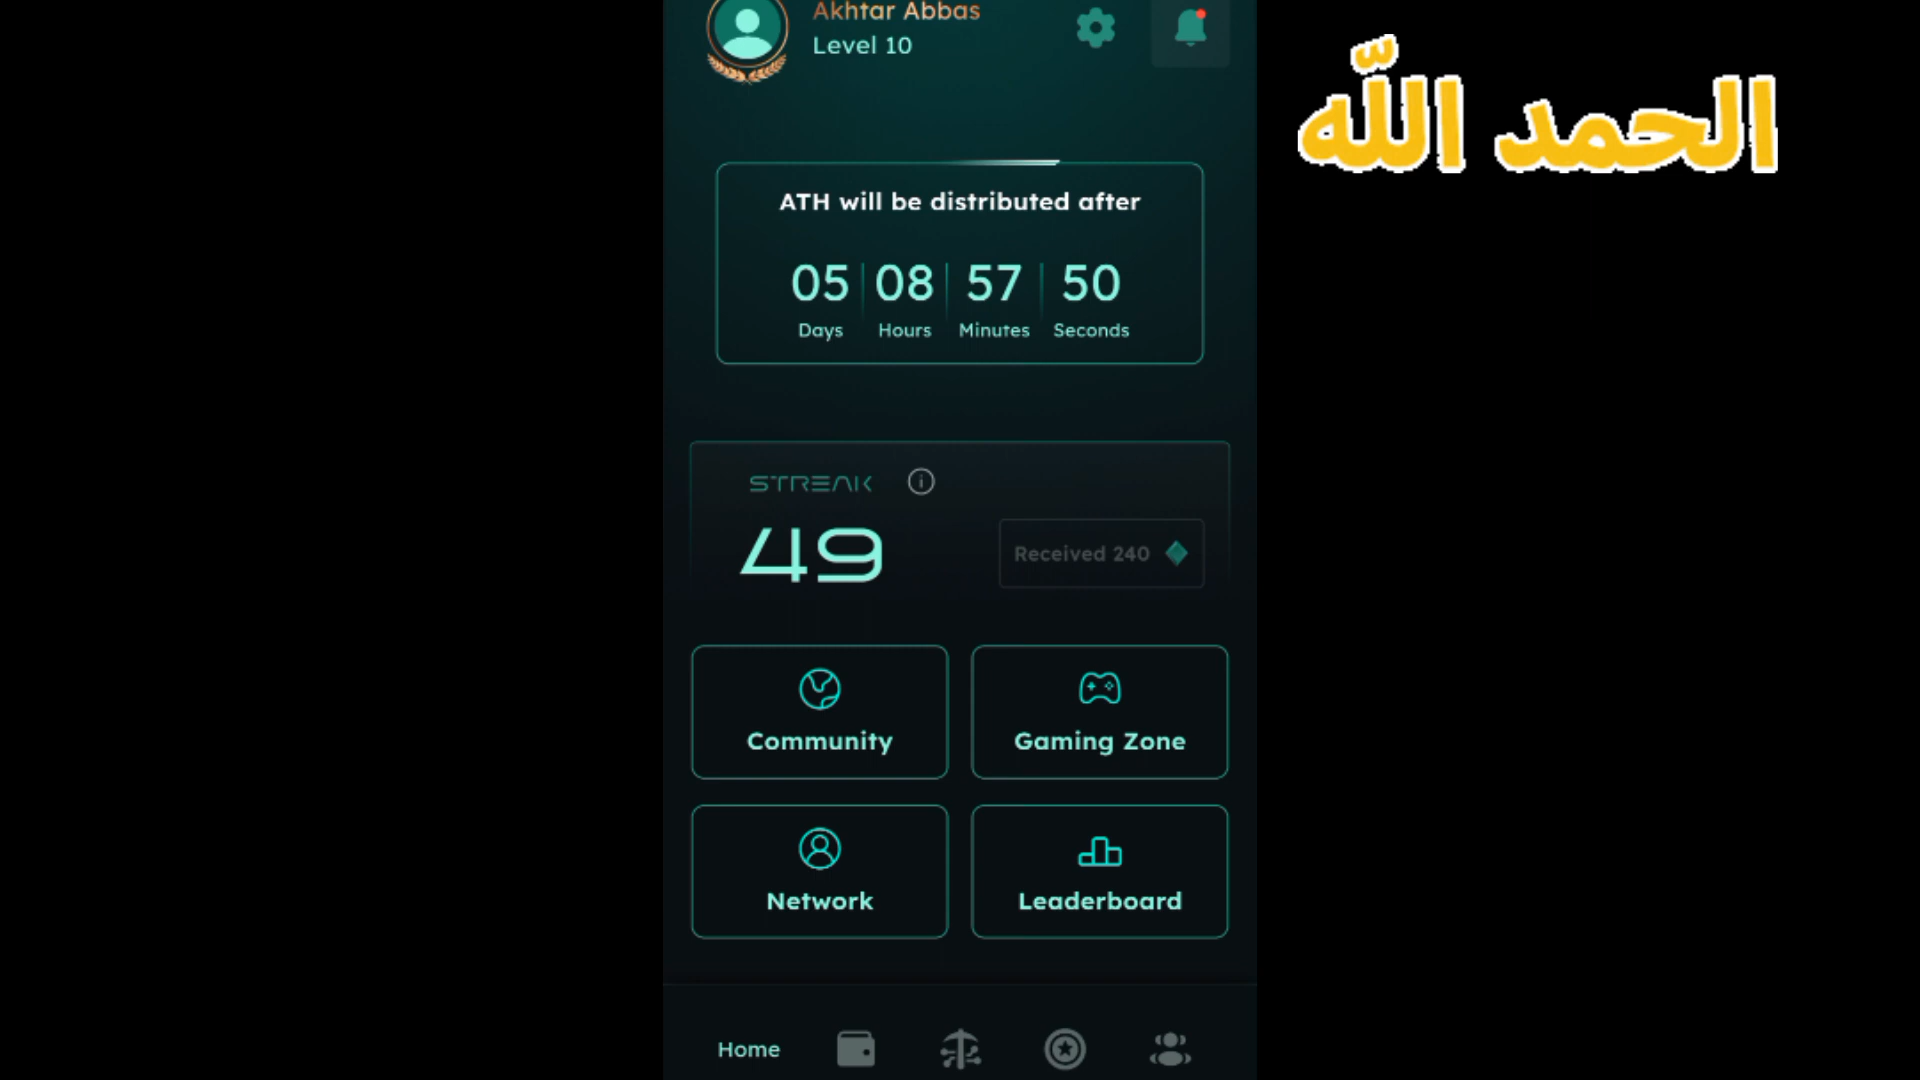 Akhtar Abbas
Level 10
الحمد اللّه
ATH will be distributed after
05 08 57 50
Days Hours Minutes Seconds
STREAK
49
Received 240
Community
Gaming Zone
Network
Leaderboard
Home